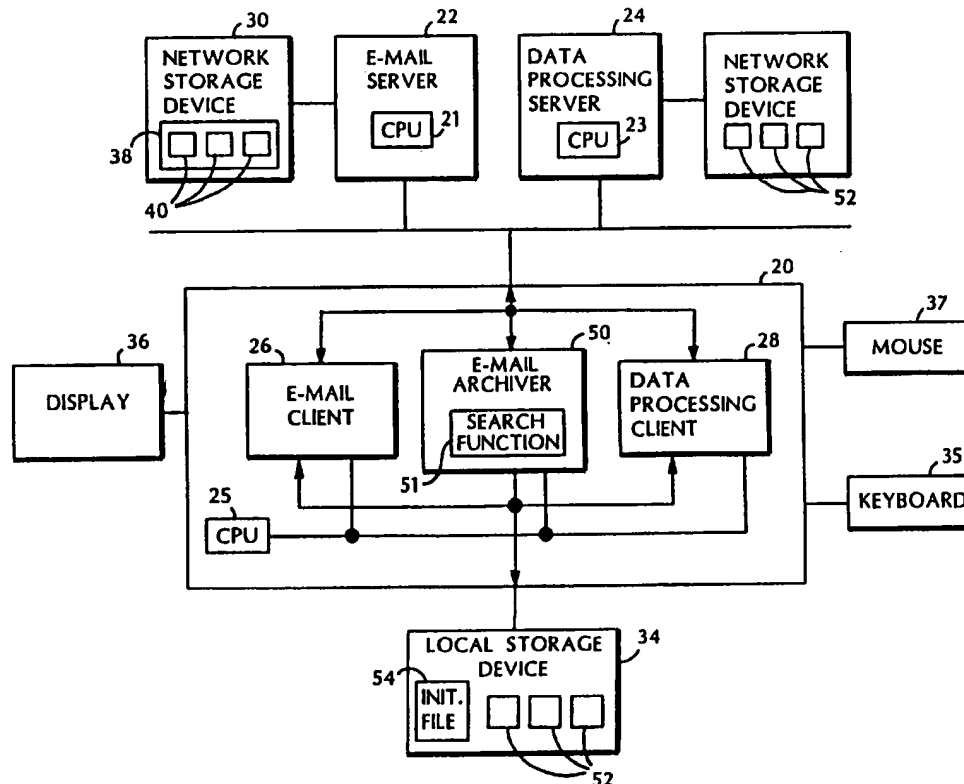 30
22
24
NETWORK
STORAGE
DEVICE
38
40
E-MAIL
SERVER
CPU
21
DATA
PROCESSING
SERVER
CPU
23
NETWORK
STORAGE
DEVICE
52
20
36
DISPLAY
26
E-MAIL
CLIENT
50
E-MAIL
ARCHIVER
SEARCH
FUNCTION
51
28
DATA
PROCESSING
CLIENT
37
MOUSE
35
KEYBOARD
25
CPU
34
LOCAL STORAGE
DEVICE
54
INIT.
FILE
52